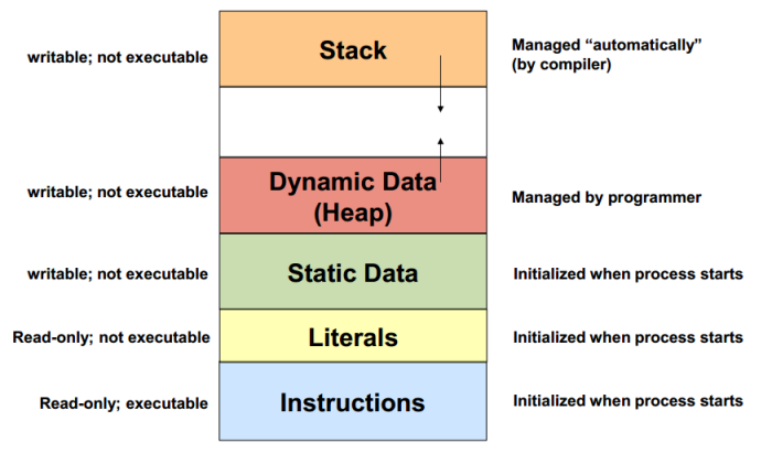 writable; not executable
Stack
Managed “automatically”
(by compiler)
writable; not executable
Dynamic Data
(Heap)
Managed by programmer
writable; not executable
Static Data
Initialized when process starts
Read-only; not executable
Literals
Initialized when process starts
Read-only; executable
Instructions
Initialized when process starts